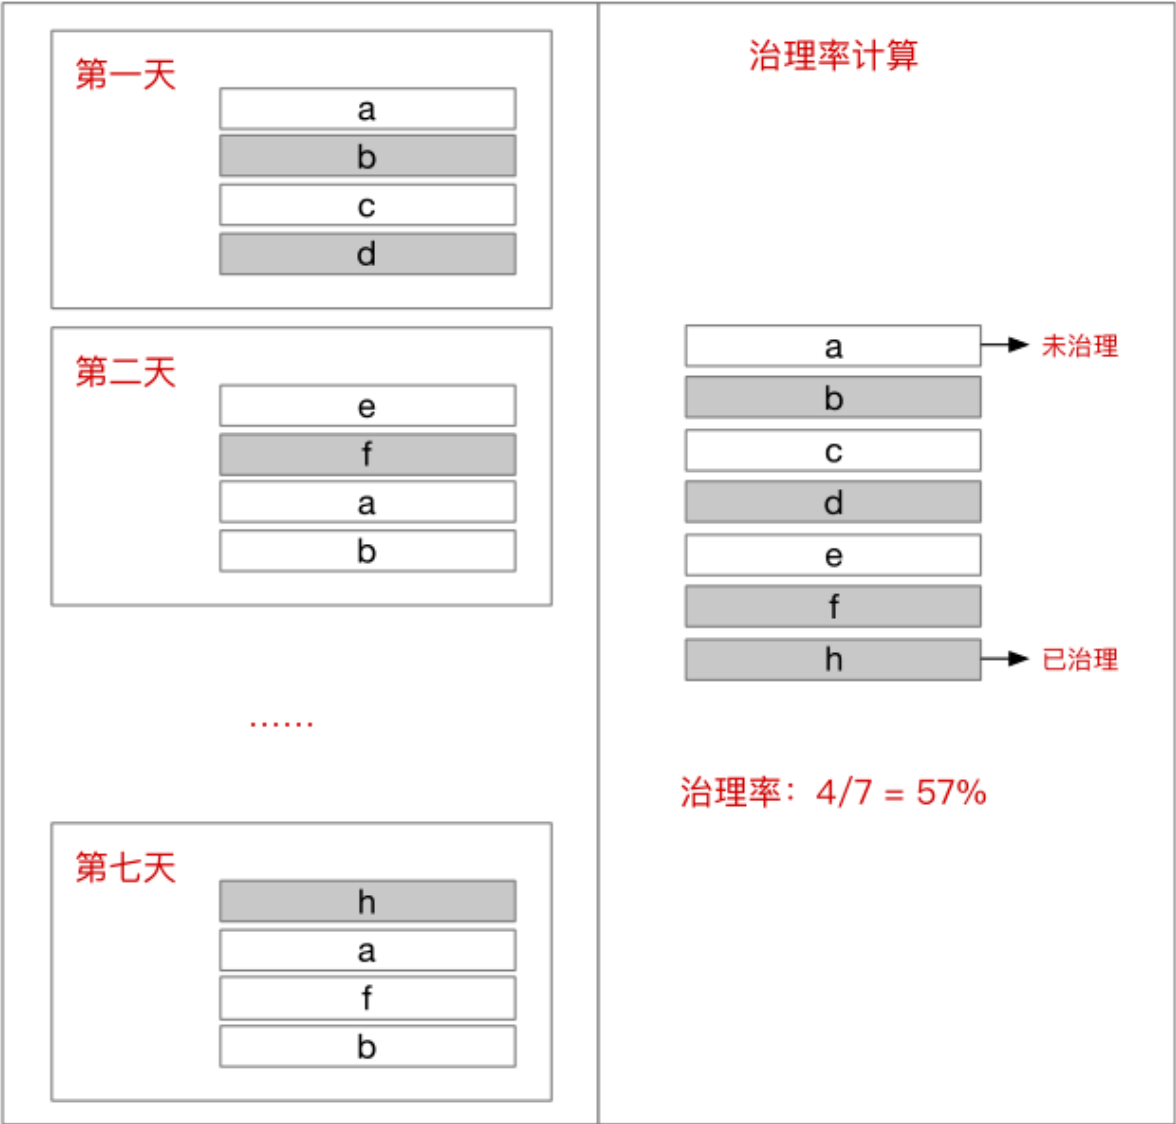 第一天
a
b
c
d
第二天
e
f
a
b
......
第七天
h
a
f
b
治理率计算
a
未治理
b
c
d
e
f
h
已治理
治理率：4/7 = 57%